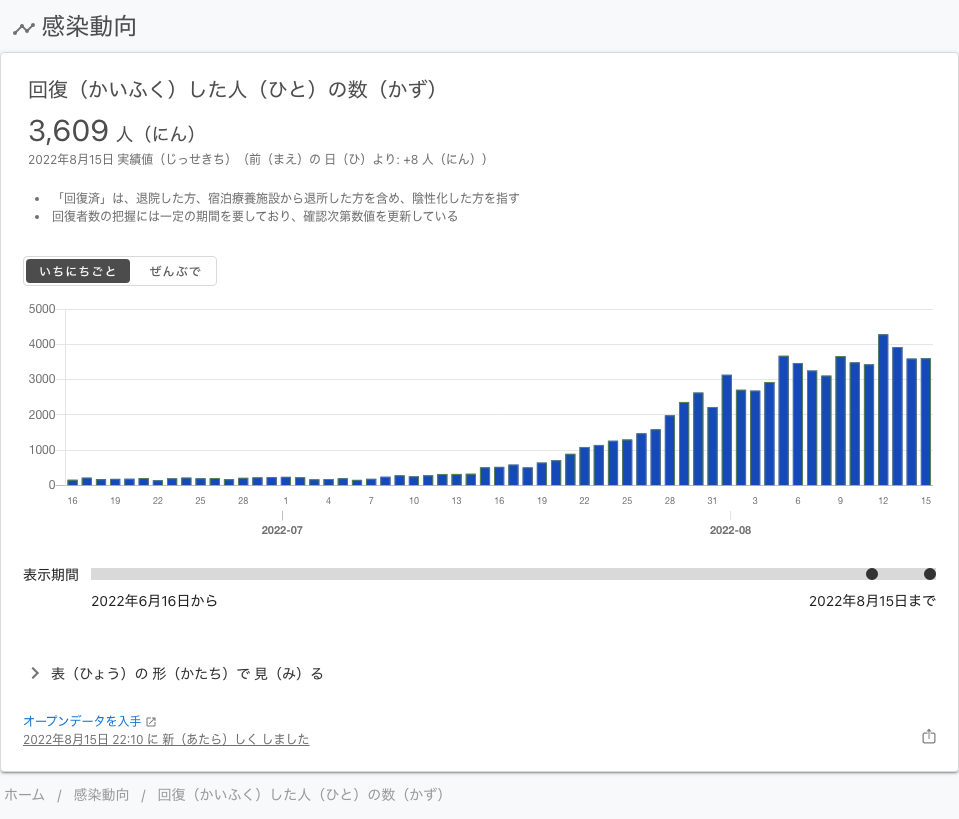 感染動向
回復（かいふく）した人（ひと）の数（かず）
3,609 人（にん）
2022年8月15日 実績値（じっせきち）（前（まえ）の 日（ひ）より: +8 人（にん））
• 「回復済」は、退院した方、宿泊療養施設から退所した方を含め、陰性化した方を指す
• 回復者数の把握には一定の期間を要しており、確認次第数値を更新している
いちにちごと ぜんぶで
5000
4000
3000
2000
1000
0
16 19 22 25 28 1 4 7 10 13 16 19 22 25 28 31 3 6 9 12 15
2022-07 2022-08
表示期間
2022年6月16日から 2022年8月15日まで
表（ひょう）の 形（かたち）で 見（み）る
オープンデータを入手
2022年8月15日 22:10 に 新（あたら）しく しました
ホーム / 感染動向 / 回復（かいふく）した人（ひと）の数（かず）